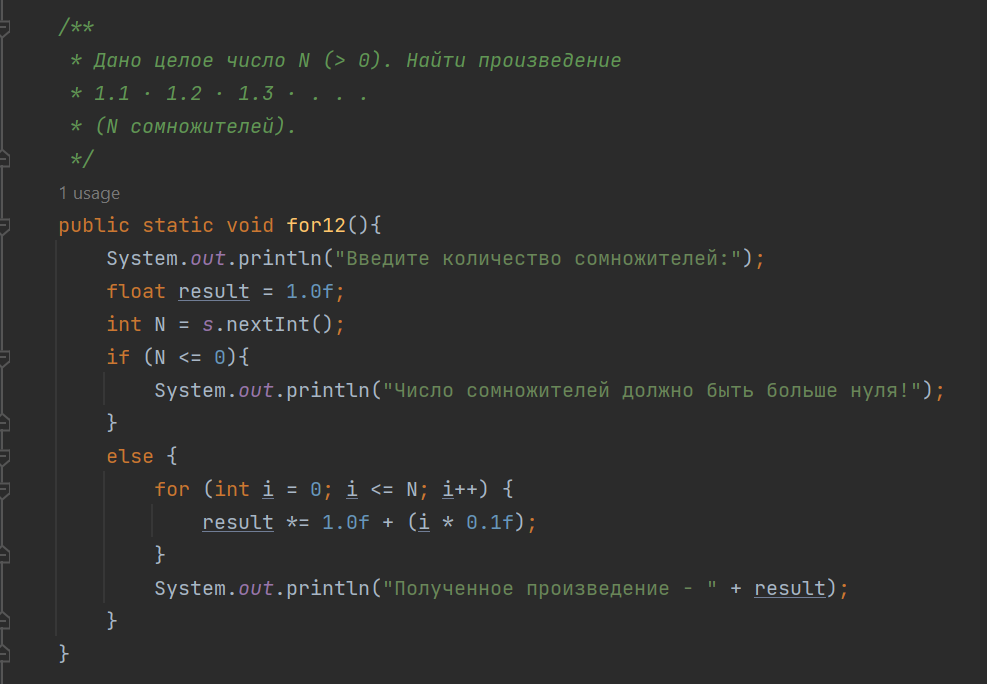 /**
 * Дано целое число N (> 0). Найти произведение
 * 1.1 · 1.2 · 1.3 · . . .
 * (N сомножителей).
 */
1 usage
public static void for12(){
    System.out.println("Введите количество сомножителей:");
    float result = 1.0f;
    int N = s.nextInt();
    if (N <= 0){
        System.out.println("Число сомножителей должно быть больше нуля!");
    }
    else {
        for (int i = 0; i <= N; i++) {
            result *= 1.0f + (i * 0.1f);
        }
        System.out.println("Полученное произведение - " + result);
    }
}